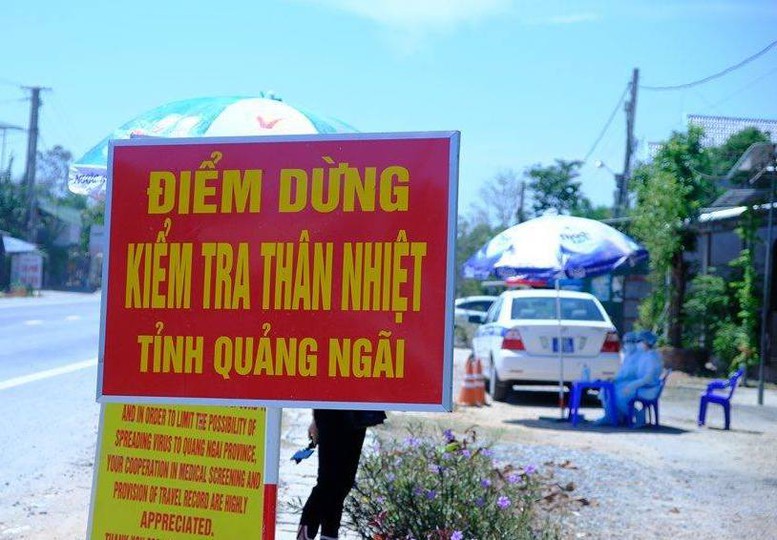 ĐIỂM DỪNG
KIỂM TRA THÂN NHIỆT
TỈNH QUẢNG NGÃI
AND IN ORDER TO LIMIT THE POSSIBILITY OF
SPREADING VIRUS TO QUANG NGAI PROVINCE,
YOUR COOPERATION IN MEDICAL SCREENING AND
PROVISION OF TRAVEL RECORD ARE HIGHLY
APPRECIATED.